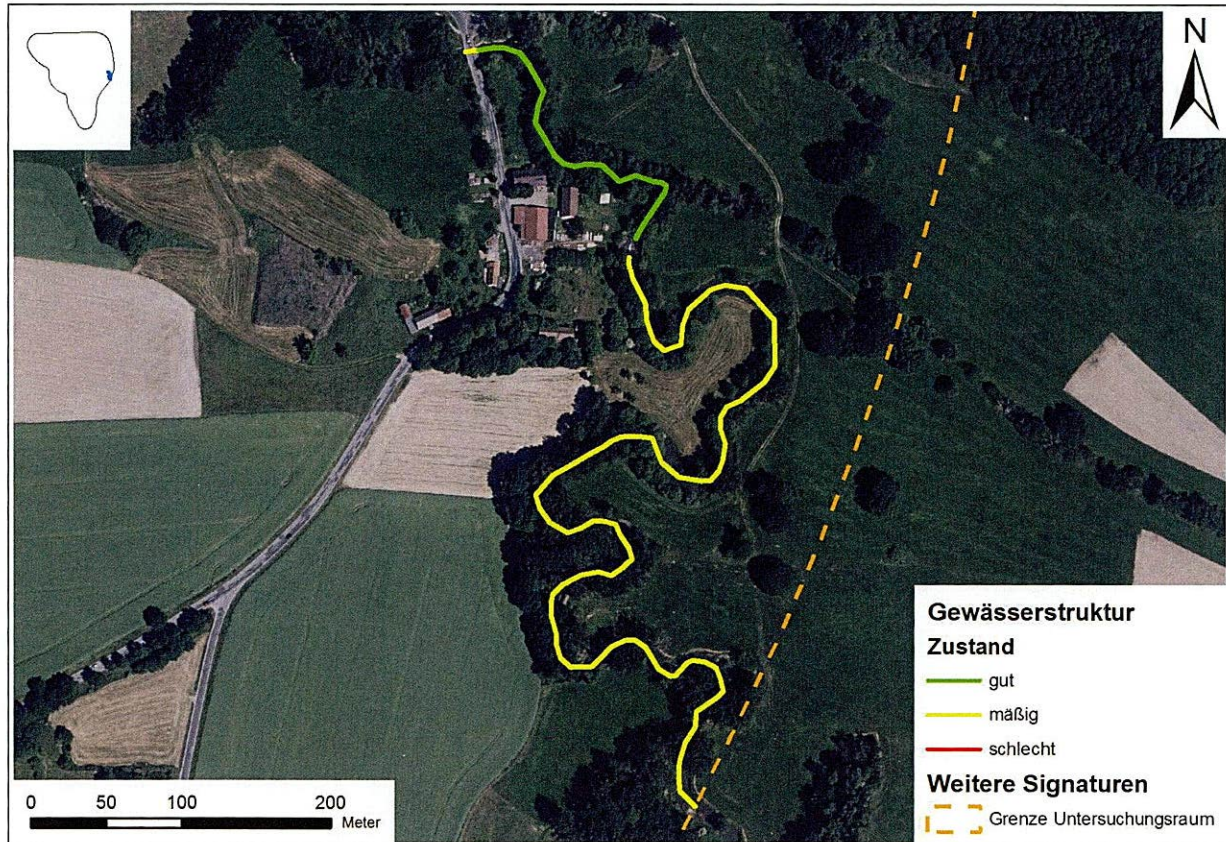 N
Gewässerstruktur
Zustand
gut
mäßig
schlecht
Weitere Signaturen
Grenze Untersuchungsraum
0 50 100 200
Meter